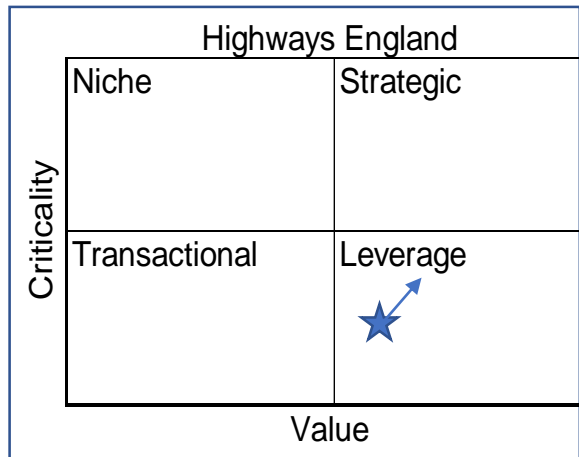 Highways England
Niche
Strategic
Criticality
Transactional
Leverage
Value